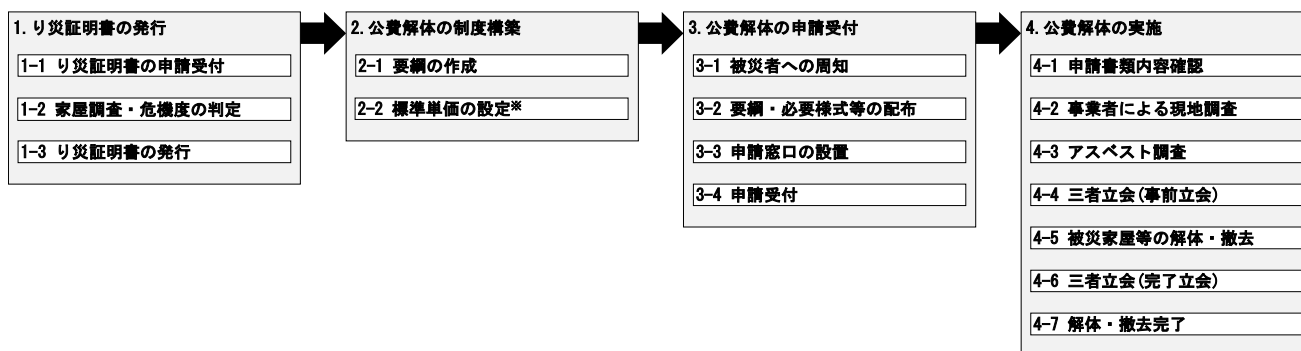 1. り災証明書の発行
1-1 り災証明書の申請受付
1-2 家屋調査・危機度の判定
1-3 り災証明書の発行
2. 公費解体の制度構築
2-1 要綱の作成
2-2 標準単価の設定※
3. 公費解体の申請受付
3-1 被災者への周知
3-2 要綱・必要様式等の配布
3-3 申請窓口の設置
3-4 申請受付
4. 公費解体の実施
4-1 申請書類内容確認
4-2 事業者による現地調査
4-3 アスベスト調査
4-4 三者立会(事前立会)
4-5 被災家屋等の解体・撤去
4-6 三者立会(完了立会)
4-7 解体・撤去完了